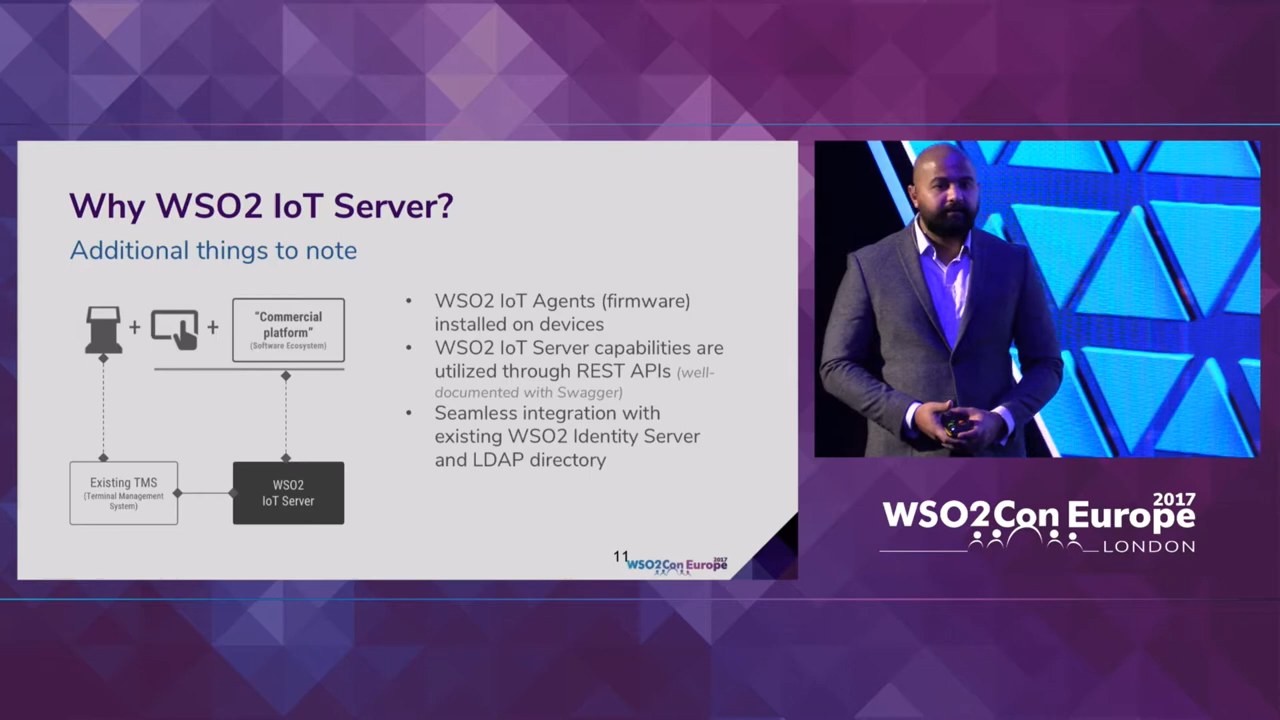 Why WSO2 IoT Server?
Additional things to note
+
+
“Commercial
platform”
(Software Ecosystem)
Existing TMS
(Terminal Management
System)
WSO2
IoT Server
• WSO2 IoT Agents (firmware)
installed on devices
• WSO2 IoT Server capabilities are
utilized through REST APIs (well-
documented with Swagger)
• Seamless integration with
existing WSO2 Identity Server
and LDAP directory
11
2017
WSO2Con Europe
2017
WSO2Con Europe
LONDON